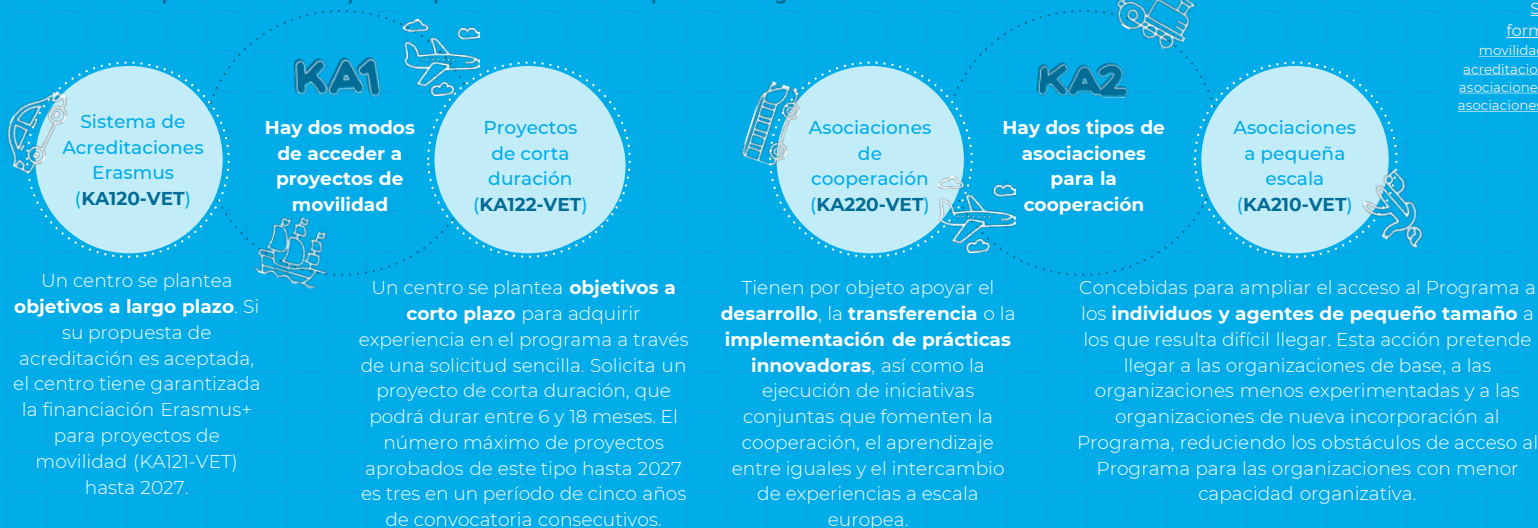 KA1
Sistema de
Acreditaciones
Erasmus
(KA120-VET)
Hay dos modos
de acceder a
proyectos de
movilidad
Proyectos
de corta
duración
(KA122-VET)
Un centro se plantea
objetivos a largo plazo. Si
su propuesta de
acreditación es aceptada,
el centro tiene garantizada
la financiación Erasmus+
para proyectos de
movilidad (KA121-VET)
hasta 2027.
Un centro se plantea objetivos a
corto plazo para adquirir
experiencia en el programa a través
de una solicitud sencilla. Solicita un
proyecto de corta duración, que
podrá durar entre 6 y 18 meses. El
número máximo de proyectos
aprobados de este tipo hasta 2027
es tres en un período de cinco años
de convocatoria consecutivos.
KA2
Asociaciones
de
cooperación
(KA220-VET)
Hay dos tipos de
asociaciones
para la
cooperación
Asociaciones
a pequeña
escala
(KA210-VET)
Tienen por objeto apoyar el
desarrollo, la transferencia o la
implementación de prácticas
innovadoras, así como la
ejecución de iniciativas
conjuntas que fomenten la
cooperación, el aprendizaje
entre iguales y el intercambio
de experiencias a escala
europea.
Concebidas para ampliar el acceso al Programa a
los individuos y agentes de pequeño tamaño a
los que resulta difícil llegar. Esta acción pretende
llegar a las organizaciones de base, a las
organizaciones menos experimentadas y a las
organizaciones de nueva incorporación al
Programa, reduciendo los obstáculos de acceso al
Programa para las organizaciones con menor
capacidad organizativa.